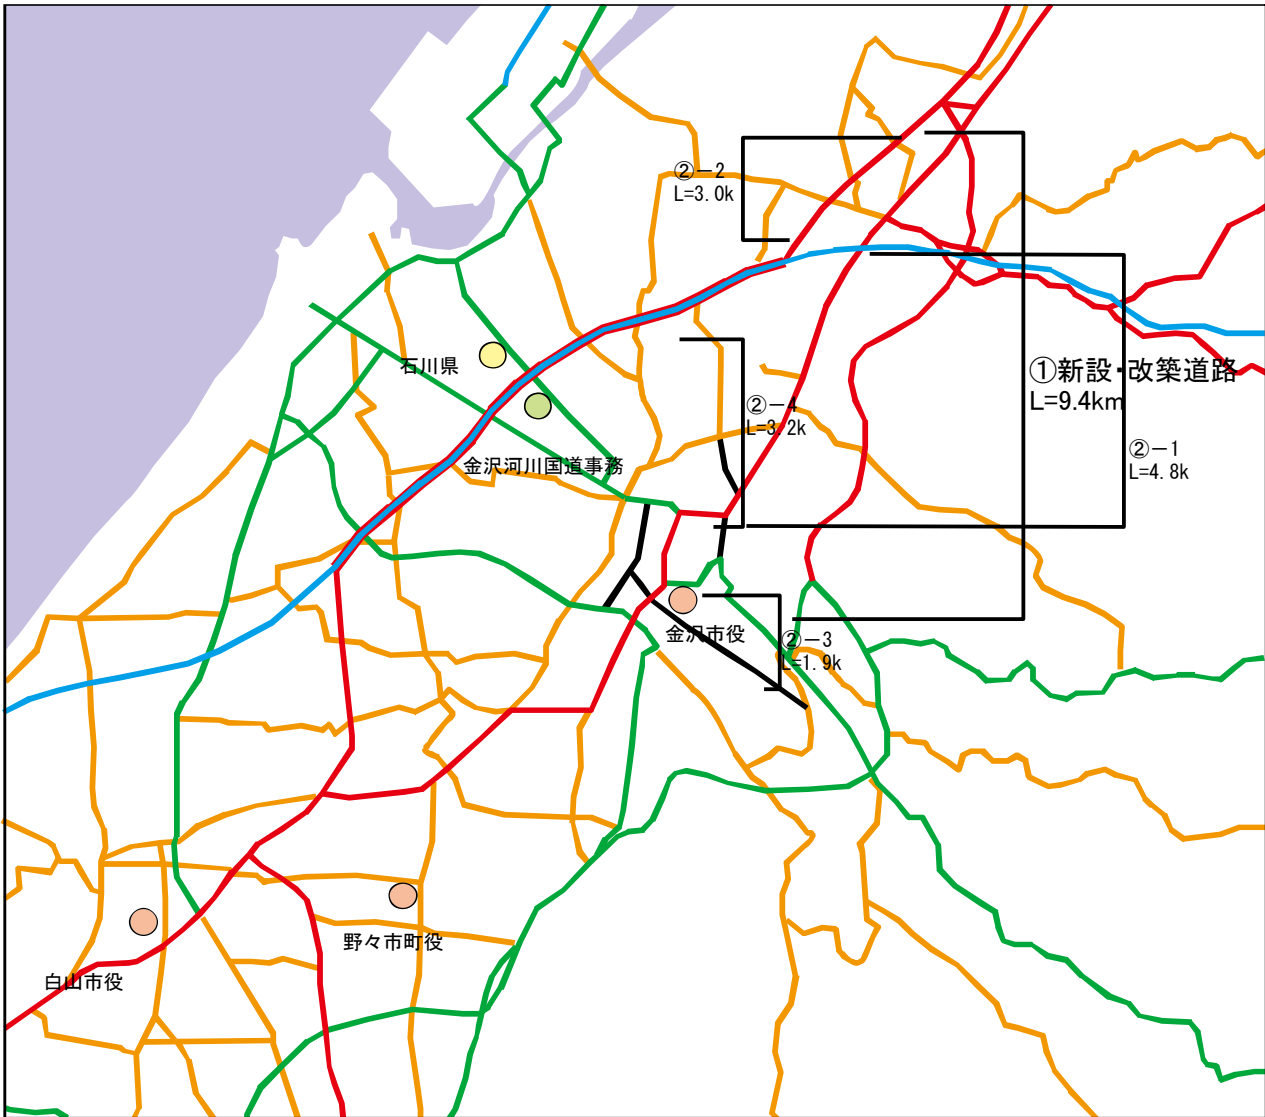 ②－2
L=3.0k
石川県
①新設・改築道路
L=9.4km
②－4
L=3.2k
②－1
L=4.8k
金沢河川国道事務
金沢市役
②－3
L=1.9k
野々市町役
白山市役